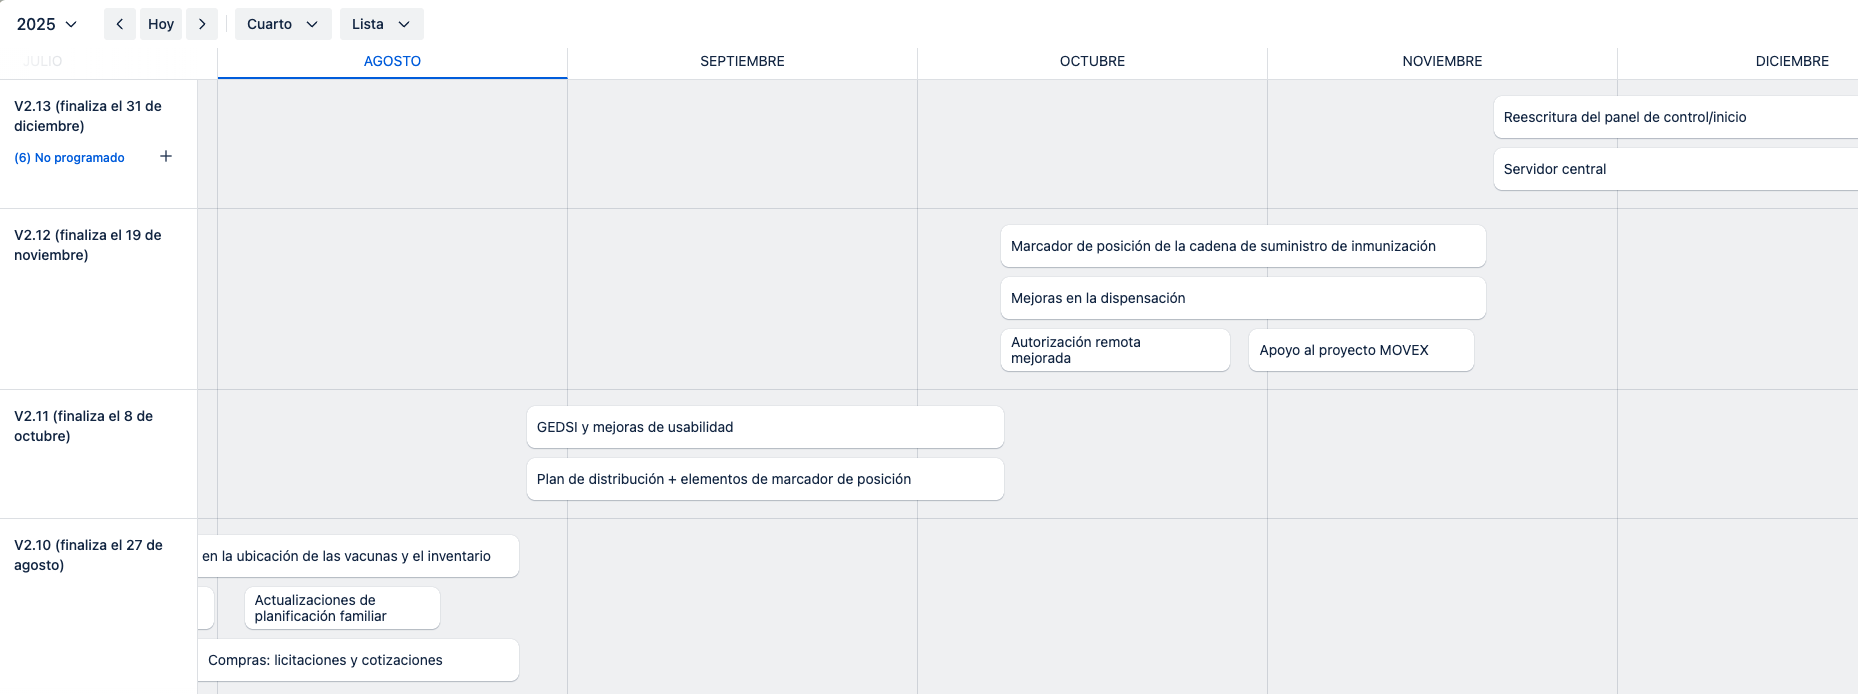 2025
Hoy
Cuarto
Lista
JULIO
AGOSTO
SEPTIEMBRE
OCTUBRE
NOVIEMBRE
DICIEMBRE
V2.13 (finaliza el 31 de
diciembre)
(6) No programado
Reescritura del panel de control/inicio
Servidor central
V2.12 (finaliza el 19 de
noviembre)
Marcador de posición de la cadena de suministro de inmunización
Mejoras en la dispensación
Autorización remota
mejorada
Apoyo al proyecto MOVEX
V2.11 (finaliza el 8 de
octubre)
GEDSI y mejoras de usabilidad
Plan de distribución + elementos de marcador de posición
V2.10 (finaliza el 27 de
agosto)
en la ubicación de las vacunas y el inventario
Actualizaciones de
planificación familiar
Compras: licitaciones y cotizaciones